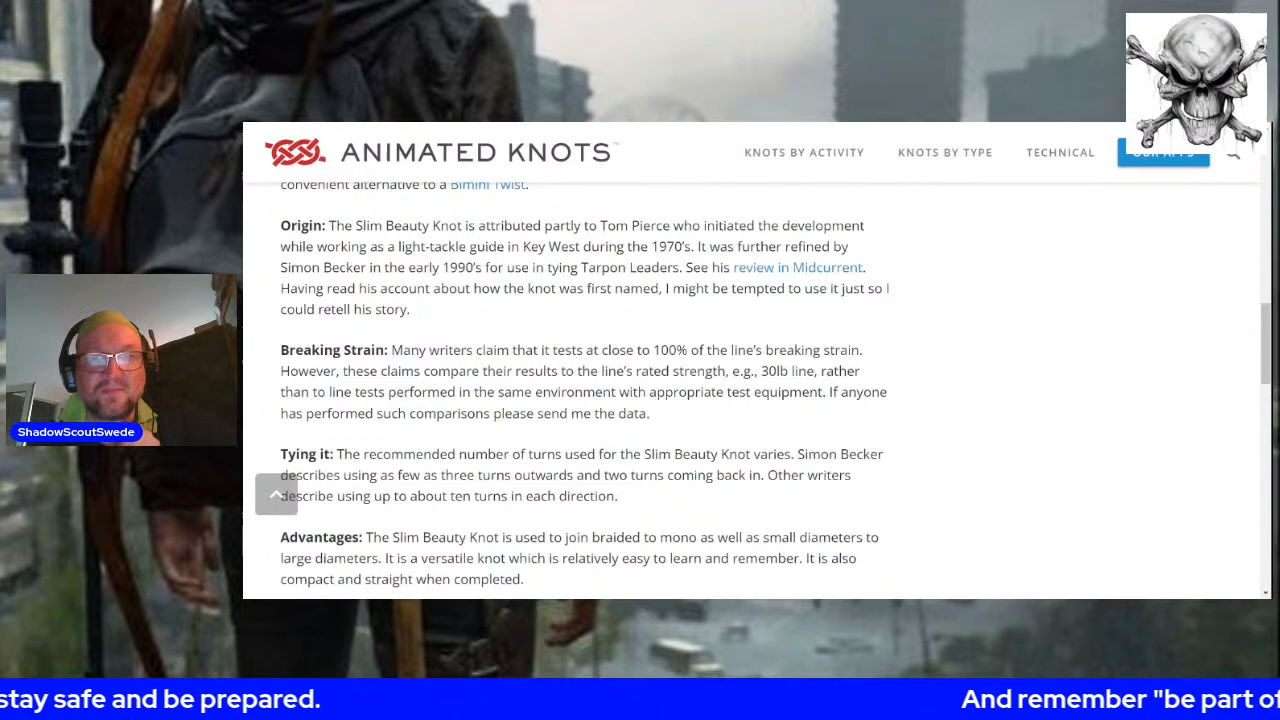 ANIMATED KNOTS™
KNOTS BY ACTIVITY
KNOTS BY TYPE
TECHNICAL
OUR APPS
convenient alternative to a Bimini Twist.
Origin: The Slim Beauty Knot is attributed partly to Tom Pierce who initiated the development
while working as a light-tackle guide in Key West during the 1970's. It was further refined by
Simon Becker in the early 1990's for use in tying Tarpon Leaders. See his review in Midcurrent.
Having read his account about how the knot was first named, I might be tempted to use it just so I
could retell his story.
Breaking Strain: Many writers claim that it tests at close to 100% of the line's breaking strain.
However, these claims compare their results to the line's rated strength, e.g., 30lb line, rather
than to line tests performed in the same environment with appropriate test equipment. If anyone
has performed such comparisons please send me the data.
Tying it: The recommended number of turns used for the Slim Beauty Knot varies. Simon Becker
describes using as few as three turns outwards and two turns coming back in. Other writers
describe using up to about ten turns in each direction.
Advantages: The Slim Beauty Knot is used to join braided to mono as well as small diameters to
large diameters. It is a versatile knot which is relatively easy to learn and remember. It is also
compact and straight when completed.
ShadowScoutSwede
stay safe and be prepared.
And remember "be part of